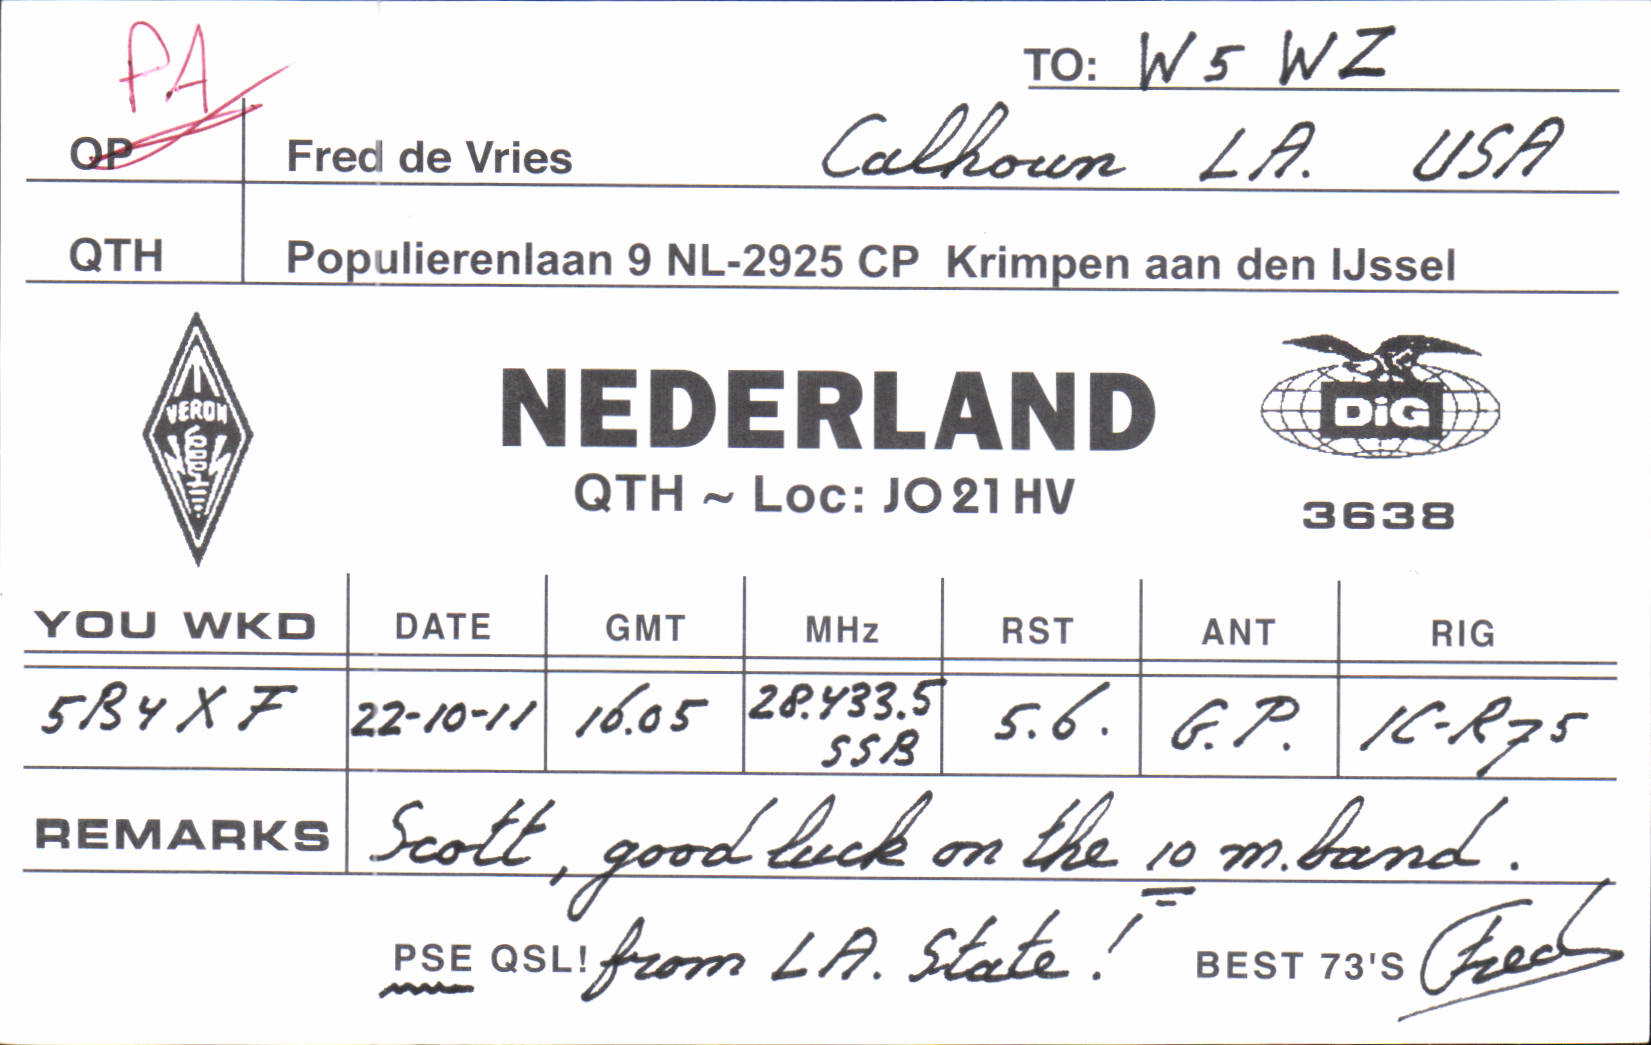 PA
TO: W5WZ
OP Fred de Vries Calhoun LA. USA
QTH Populierenlaan 9 NL-2925 CP Krimpen aan den IJssel
VERON
NEDERLAND
DiG
QTH ~ Loc: JO21HV
3638
YOU WKD DATE GMT MHz RST ANT RIG
5B4XF 22-10-11 16.05 28.433.5 5.6. G.P. IC-R75
SSB
REMARKS Scott, good luck on the 10 m. band.
PSE QSL! from LA. State! BEST 73'S Fred